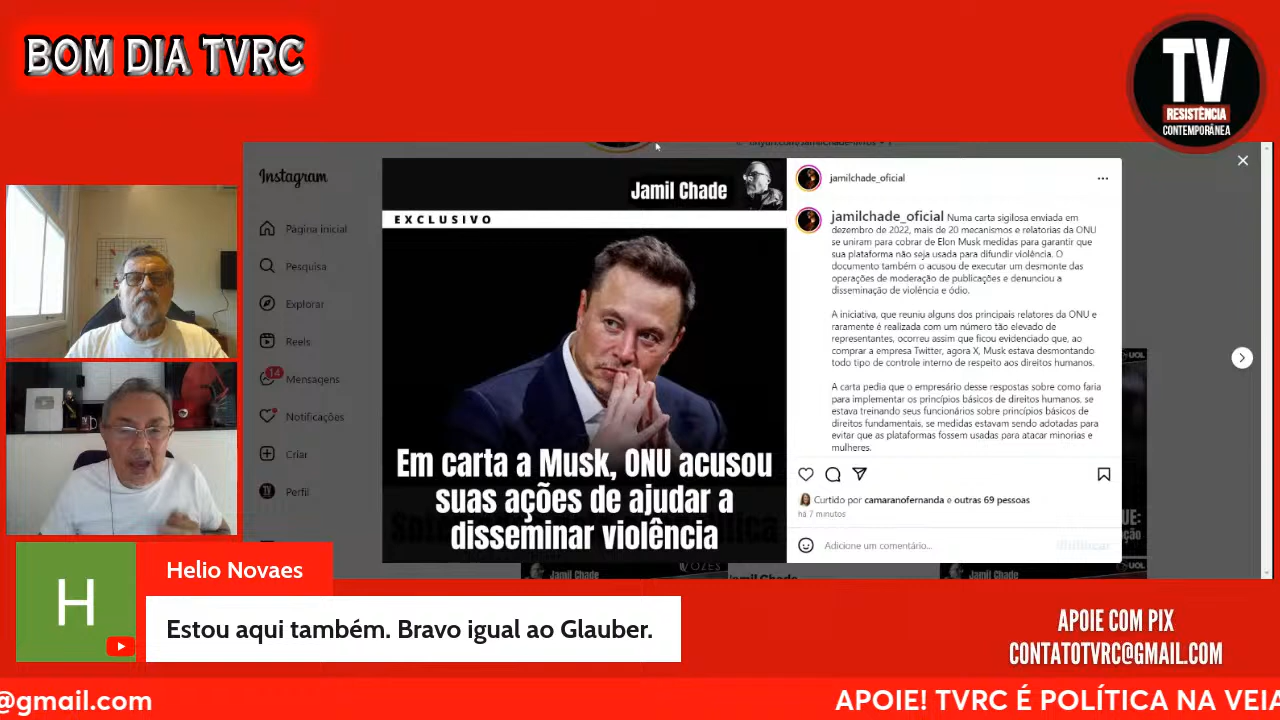 BOM DIA TVRC
TV
RESISTÊNCIA
CONTEMPORÂNEA
Instagram
Página inicial
Pesquisa
Explorar
Reels
14
Mensagens
Notificações
Criar
Perfil
Jamil Chade
EXCLUSIVO
Em carta a Musk, ONU acusou
suas ações de ajudar a
disseminar violência
jamilchade_oficial
jamilchade_oficial Numa carta sigilosa enviada em
dezembro de 2022, mais de 20 mecanismos e relatorias da ONU
se uniram para cobrar de Elon Musk medidas para garantir que
sua plataforma não seja usada para difundir violência. O
documento também o acusou de executar um desmonte das
operações de moderação de publicações e denunciou a
disseminação de violência e ódio.
A iniciativa, que reuniu alguns dos principais relatores da ONU e
raramente é realizada com um número tão elevado de
representantes, ocorreu assim que ficou evidenciado que, ao
comprar a empresa Twitter, agora X, Musk estava desmontando
todo tipo de controle interno de respeito aos direitos humanos.
A carta pedia que o empresário desse respostas sobre como faria
para implementar os princípios básicos de direitos humanos, se
estava treinando seus funcionários sobre princípios básicos de
direitos fundamentais, se medidas estavam sendo adotadas para
evitar que as plataformas fossem usadas para atacar minorias e
mulheres.
Curtido por camaranofernanda e outras 69 pessoas
há 7 minutos
Adicione um comentário...
UOL
Jamil Chade
VOZES
Jamil Chade
Jamil Chade
UOL
H
Helio Novaes
Estou aqui também. Bravo igual ao Glauber.
APOIE COM PIX
CONTATOTVRC@GMAIL.COM
@gmail.com
APOIE! TVRC É POLÍTICA NA VEIA